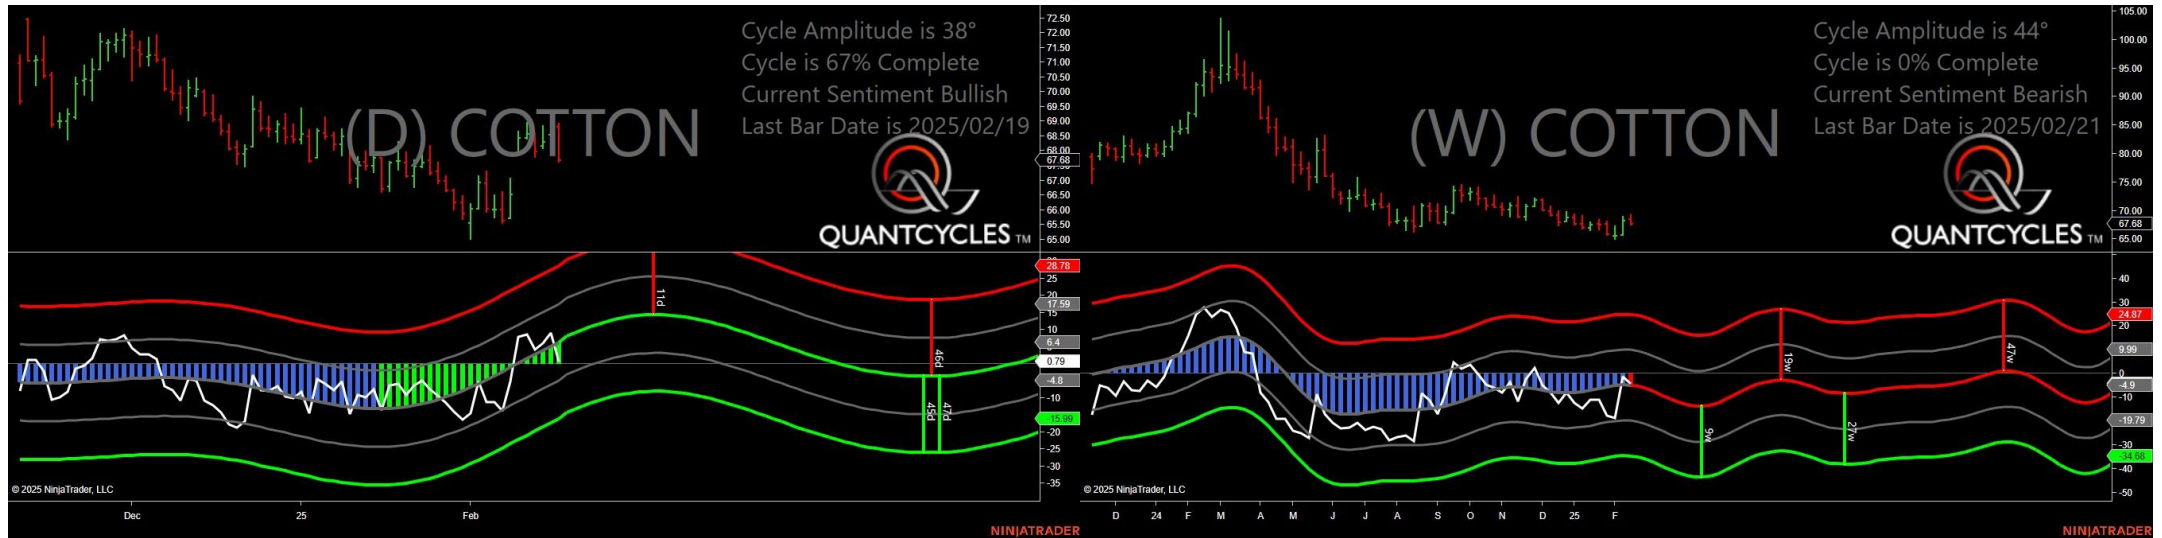 Cycle Amplitude is 38°
Cycle is 67% Complete
Current Sentiment Bullish
Last Bar Date is 2025/02/19
(D) COTTON
QUANTCYCLES TM
72.50
72.00
71.50
71.00
70.50
70.00
69.50
69.00
68.50
68.00
67.68
67.00
66.50
66.00
65.50
65.00
28.78
25
20
17.59
15
10
6.4
0.79
-4.8
-10
-15.99
-20
-25
-30
-35
11d
46d
45d
47d
© 2025 NinjaTrader, LLC
Dec
25
Feb
NINJATRADER
Cycle Amplitude is 44°
Cycle is 0% Complete
Current Sentiment Bearish
Last Bar Date is 2025/02/21
(W) COTTON
QUANTCYCLES TM
105.00
100.00
95.00
90.00
85.00
80.00
75.00
70.00
67.68
65.00
40
30
24.87
20
9.99
0
-4.9
-10
-19.79
-30
-34.68
-40
-50
9w
19w
27w
47w
© 2025 NinjaTrader, LLC
D
24
F
M
A
M
J
J
A
S
O
N
D
25
F
NINJATRADER